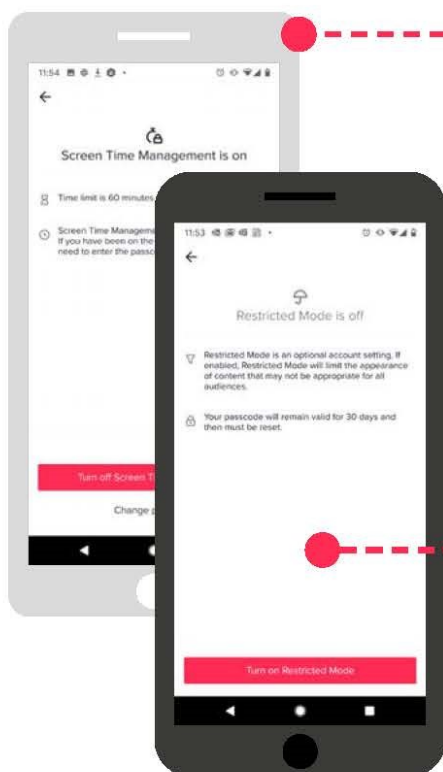 11:54
Screen Time Management is on
Time limit is 60 minutes
Screen Time Manageme
If you have been on the
need to enter the passc
Turn off Screen T
Change
11:53
Restricted Mode is off
Restricted Mode is an optional account setting. If
enabled, Restricted Mode will limit the appearance
of content that may not be appropriate for all
audiences.
Your passcode will remain valid for 30 days and
then must be reset.
Turn on Restricted Mode